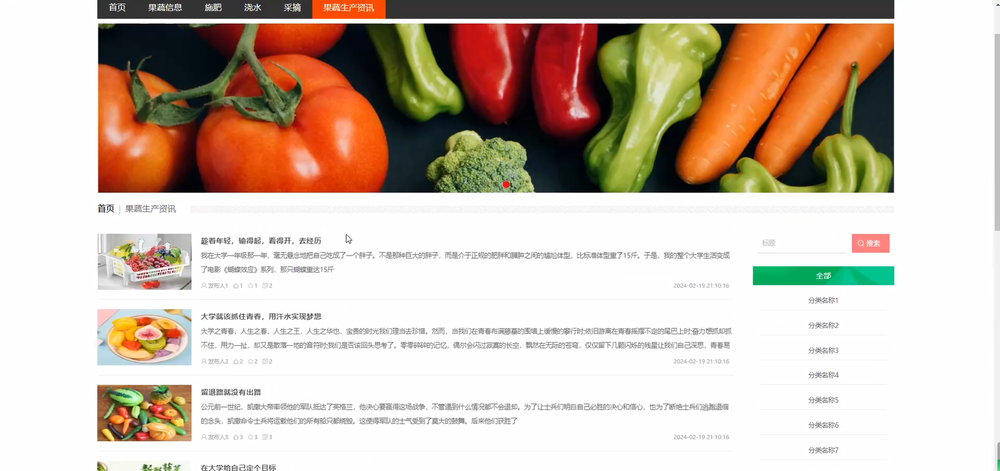 首页 果蔬信息 施肥 浇水 采摘 果蔬生产资讯
首页 | 果蔬生产资讯
趁着年轻，输得起，看得开，去经历
我在大学一年级那一年，毫无悬念地把自己吃成了一个胖子。不是那种巨大的胖子，而是介于正规的肥胖和臃肿之间的尴尬体型，比标准体型重了15斤。于是，我的整个大学生活变成
了电影《蝴蝶效应》系列，那只蝴蝶重达15斤
发布人1 1 1 2 2024-02-19 21:10:16
大学就该抓住青春，用汗水实现梦想
大学之青春，人生之春，人生之王，人生之华也，宝贵的时光我们理当去珍惜。然而，当我们在青春布满藤蔓的围墙上缓慢的攀行时;依旧游离在青春摇摆不定的尾巴上时;奋力想抓却抓
不住，用力一扯，却又是散落一地的音符时;我们是否该回头思考了。零零碎碎的记忆，偶尔会闪过寂寞的长空，飘然在无际的苍穹，仅仅留下几颗闪烁的残星让我们自己深思，青春易
发布人2 2 2 2 2024-02-19 21:10:16
留退路就没有出路
公元前一世纪，凯撒大帝率领他的军队抵达了英格兰，他决心要赢得这场战争，不管遇到什么情况都不会退却。为了让士兵们明白自己必胜的决心和信心，也为了断绝士兵们逃跑退缩
的念头，凯撒命令士兵将运载他们的所有船只都烧毁。这使得军队的士气受到了莫大的鼓舞。后来他们获胜了
发布人3 3 3 3 2024-02-19 21:10:16
在大学给自己定个目标
标题 搜索
全部
分类名称1
分类名称2
分类名称3
分类名称4
分类名称5
分类名称6
分类名称7